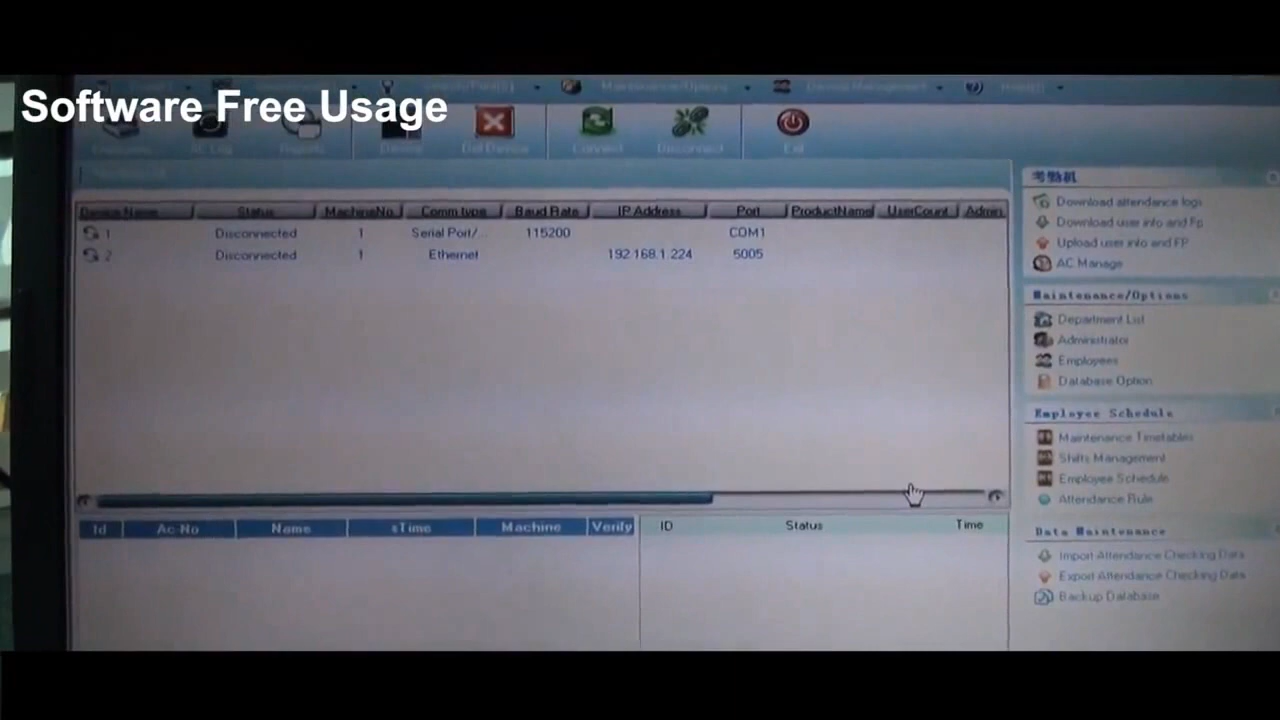 Software Free Usage
Maintenance/Options
Device Del Device Connect Disconnect Exit
Device Name Status MachineNo. Comm type Baud Rate IP Address Port ProductName UserCount Admin
1 Disconnected 1 Serial Port/... 115200 COM1
2 Disconnected 1 Ethernet 192.168.1.224 5005
Id Ac-No Name sTime Machine Verify
ID Status Time
考勤机
Download attendance logs
Download user info and Fp
Upload user info and FP
AC Manage
Maintenance/Options
Department List
Administrator
Employees
Database Option
Employee Schedule
Maintenance Timetables
Shifts Management
Employee Schedule
Attendance Rule
Data Maintenance
Import Attendance Checking Data
Export Attendance Checking Data
Backup Database